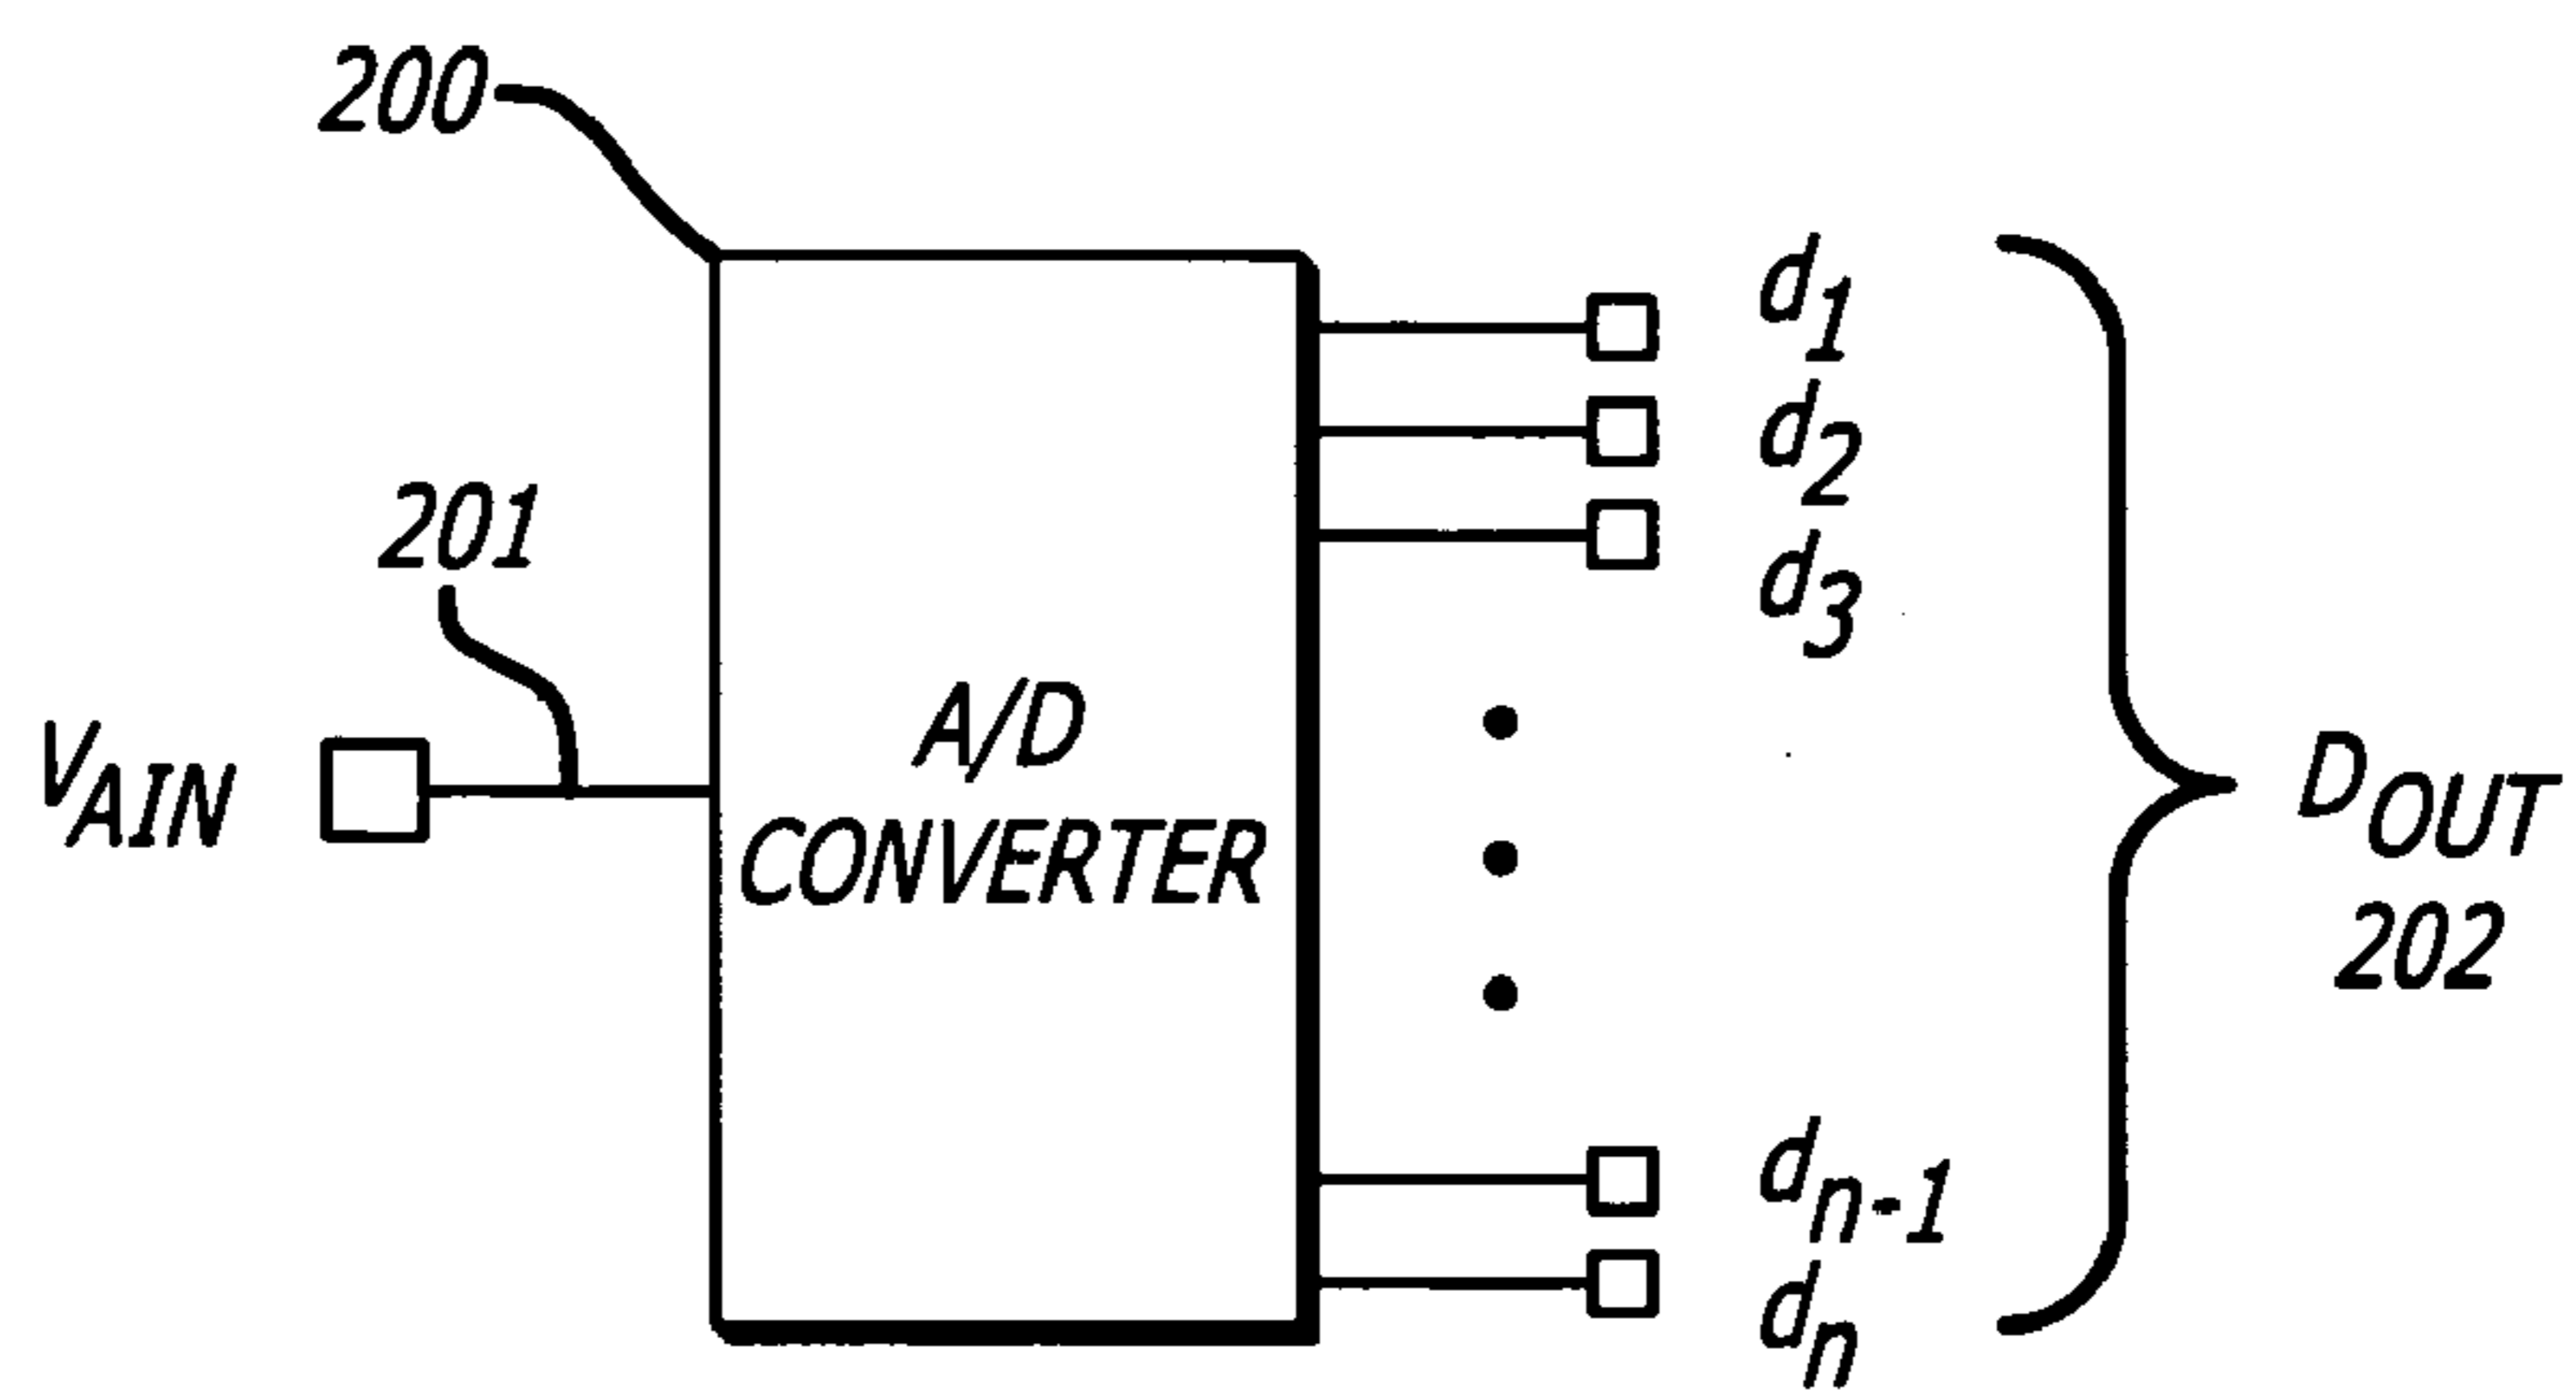 200
201
V_AIN
A/D
CONVERTER
d_1
d_2
d_3
d_n-1
d_n
D_OUT
202